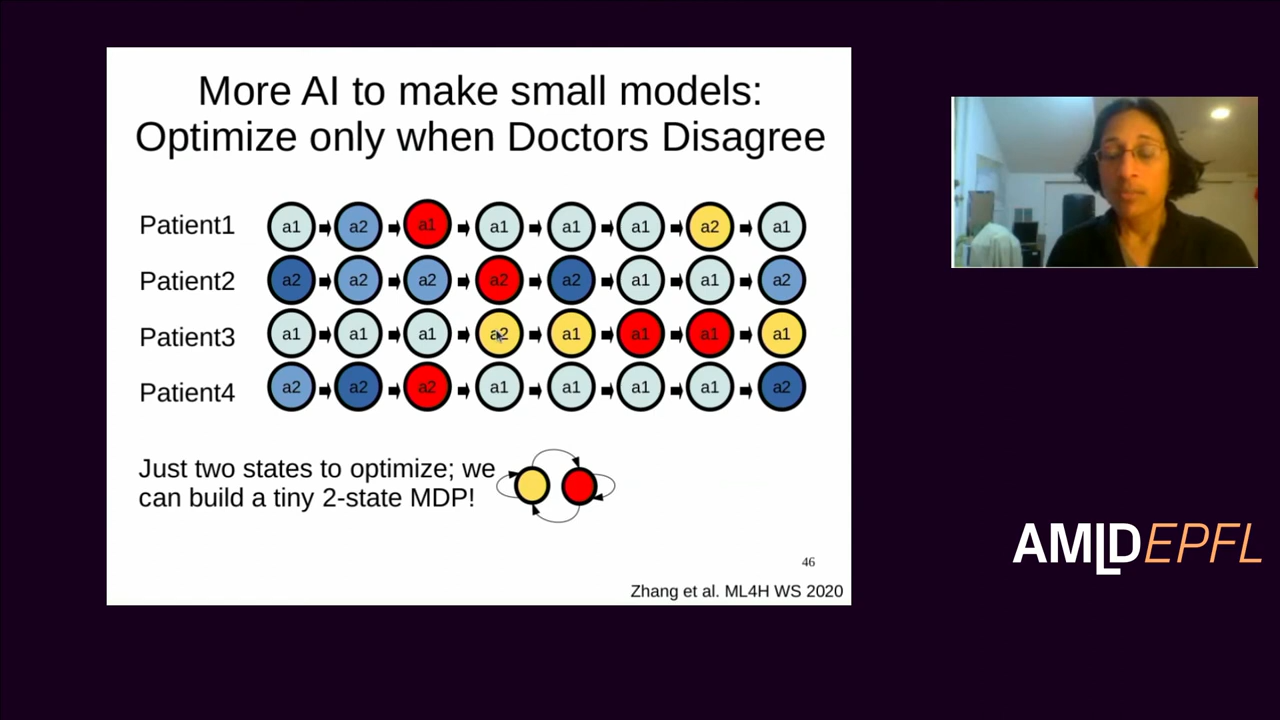 More AI to make small models:
Optimize only when Doctors Disagree
Patient1 a1 a2 a1 a1 a1 a1 a2 a1
Patient2 a2 a2 a2 a2 a2 a1 a1 a2
Patient3 a1 a1 a1 a2 a1 a1 a1 a1
Patient4 a2 a2 a2 a1 a1 a1 a1 a2
Just two states to optimize; we
can build a tiny 2-state MDP!
46
Zhang et al. ML4H WS 2020
AMLDEPFL